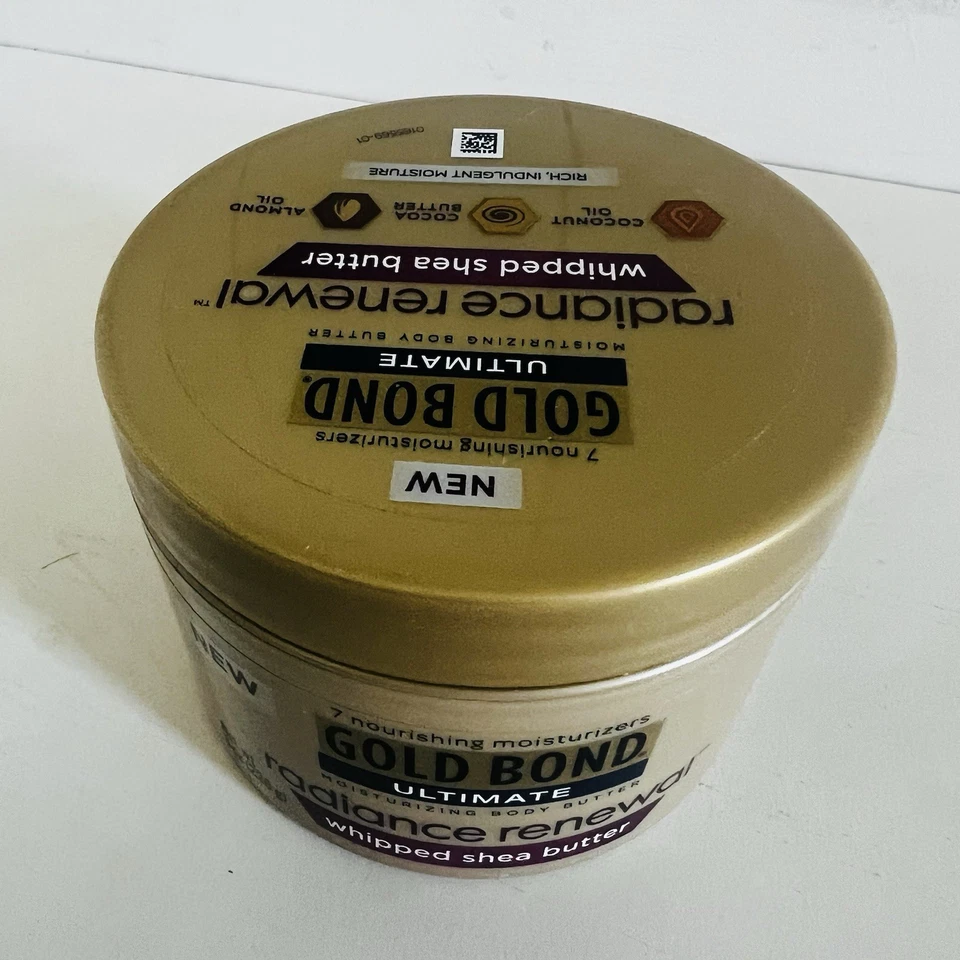 NEW
7 nourishing moisturizers
GOLD BOND®
ULTIMATE
MOISTURIZING BODY BUTTER
radiance renewal™
whipped shea butter
COCONUT OIL
COCOA BUTTER
ALMOND OIL
RICH, INDULGENT MOISTURE
NEW
7 nourishing moisturizers
GOLD BOND
ULTIMATE
MOISTURIZING BODY BUTTER
radiance renewal
whipped shea butter